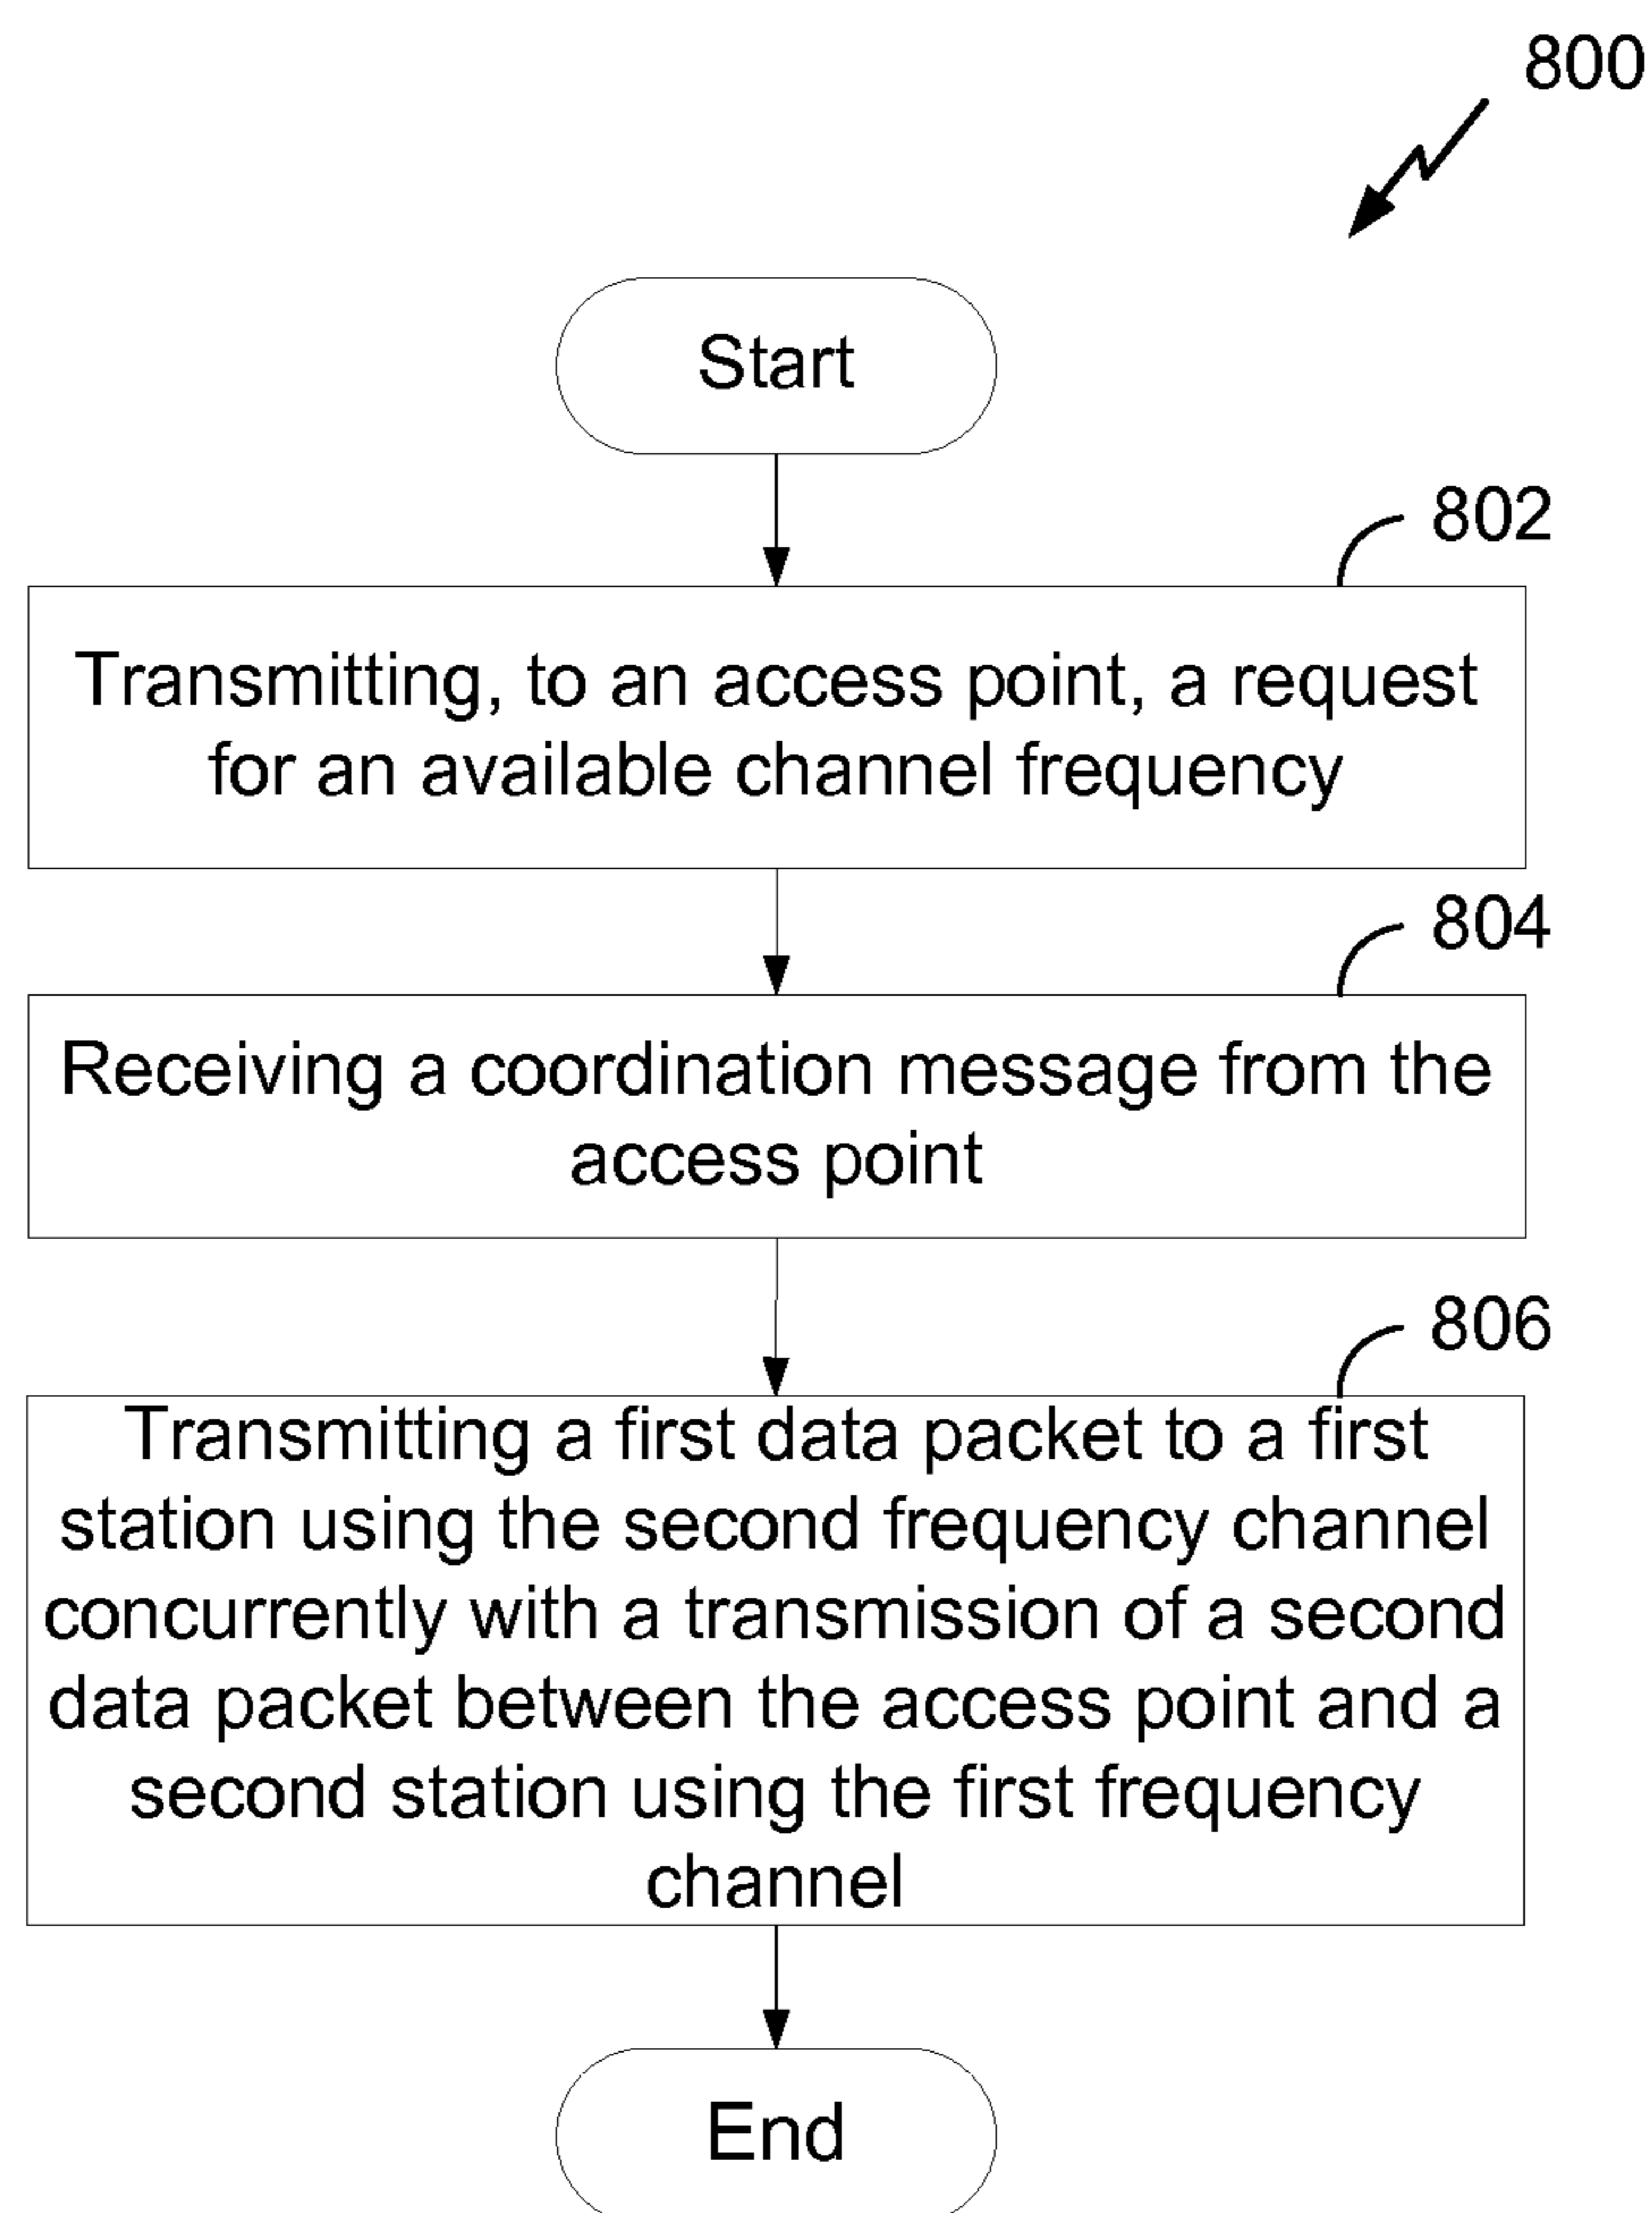 800
Start
802
Transmitting, to an access point, a request
for an available channel frequency
804
Receiving a coordination message from the
access point
806
Transmitting a first data packet to a first
station using the second frequency channel
concurrently with a transmission of a second
data packet between the access point and a
second station using the first frequency
channel
End